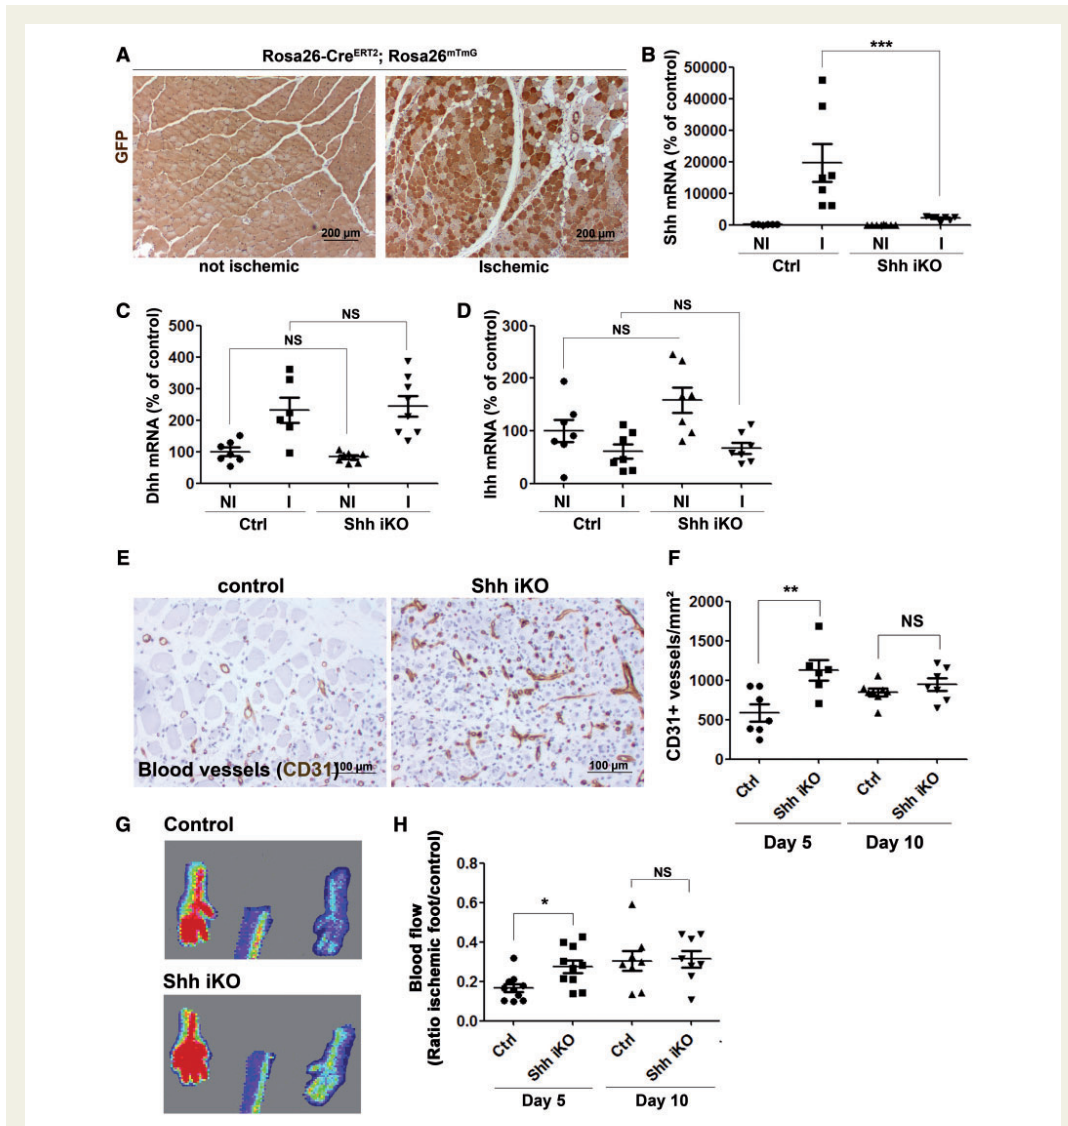 A
Rosa26-CreERT2; Rosa26mTmG
GFP
200 µm
200 µm
not ischemic
Ischemic
B
***
Shh mRNA (% of control)
50000
40000
30000
20000
10000
0
NI
I
NI
I
Ctrl
Shh iKO
C
NS
NS
Dhh mRNA (% of control)
500
400
300
200
100
0
NI
I
NI
I
Ctrl
Shh iKO
D
NS
NS
Ihh mRNA (% of control)
300
200
100
0
NI
I
NI
I
Ctrl
Shh iKO
E
control
Shh iKO
Blood vessels (CD31)
100 µm
100 µm
F
**
NS
CD31+ vessels/mm²
2000
1500
1000
500
0
Ctrl
Shh iKO
Ctrl
Shh iKO
Day 5
Day 10
G
Control
Shh iKO
H
*
NS
Blood flow
(Ratio ischemic foot/control)
0.8
0.6
0.4
0.2
0.0
Ctrl
Shh iKO
Ctrl
Shh iKO
Day 5
Day 10